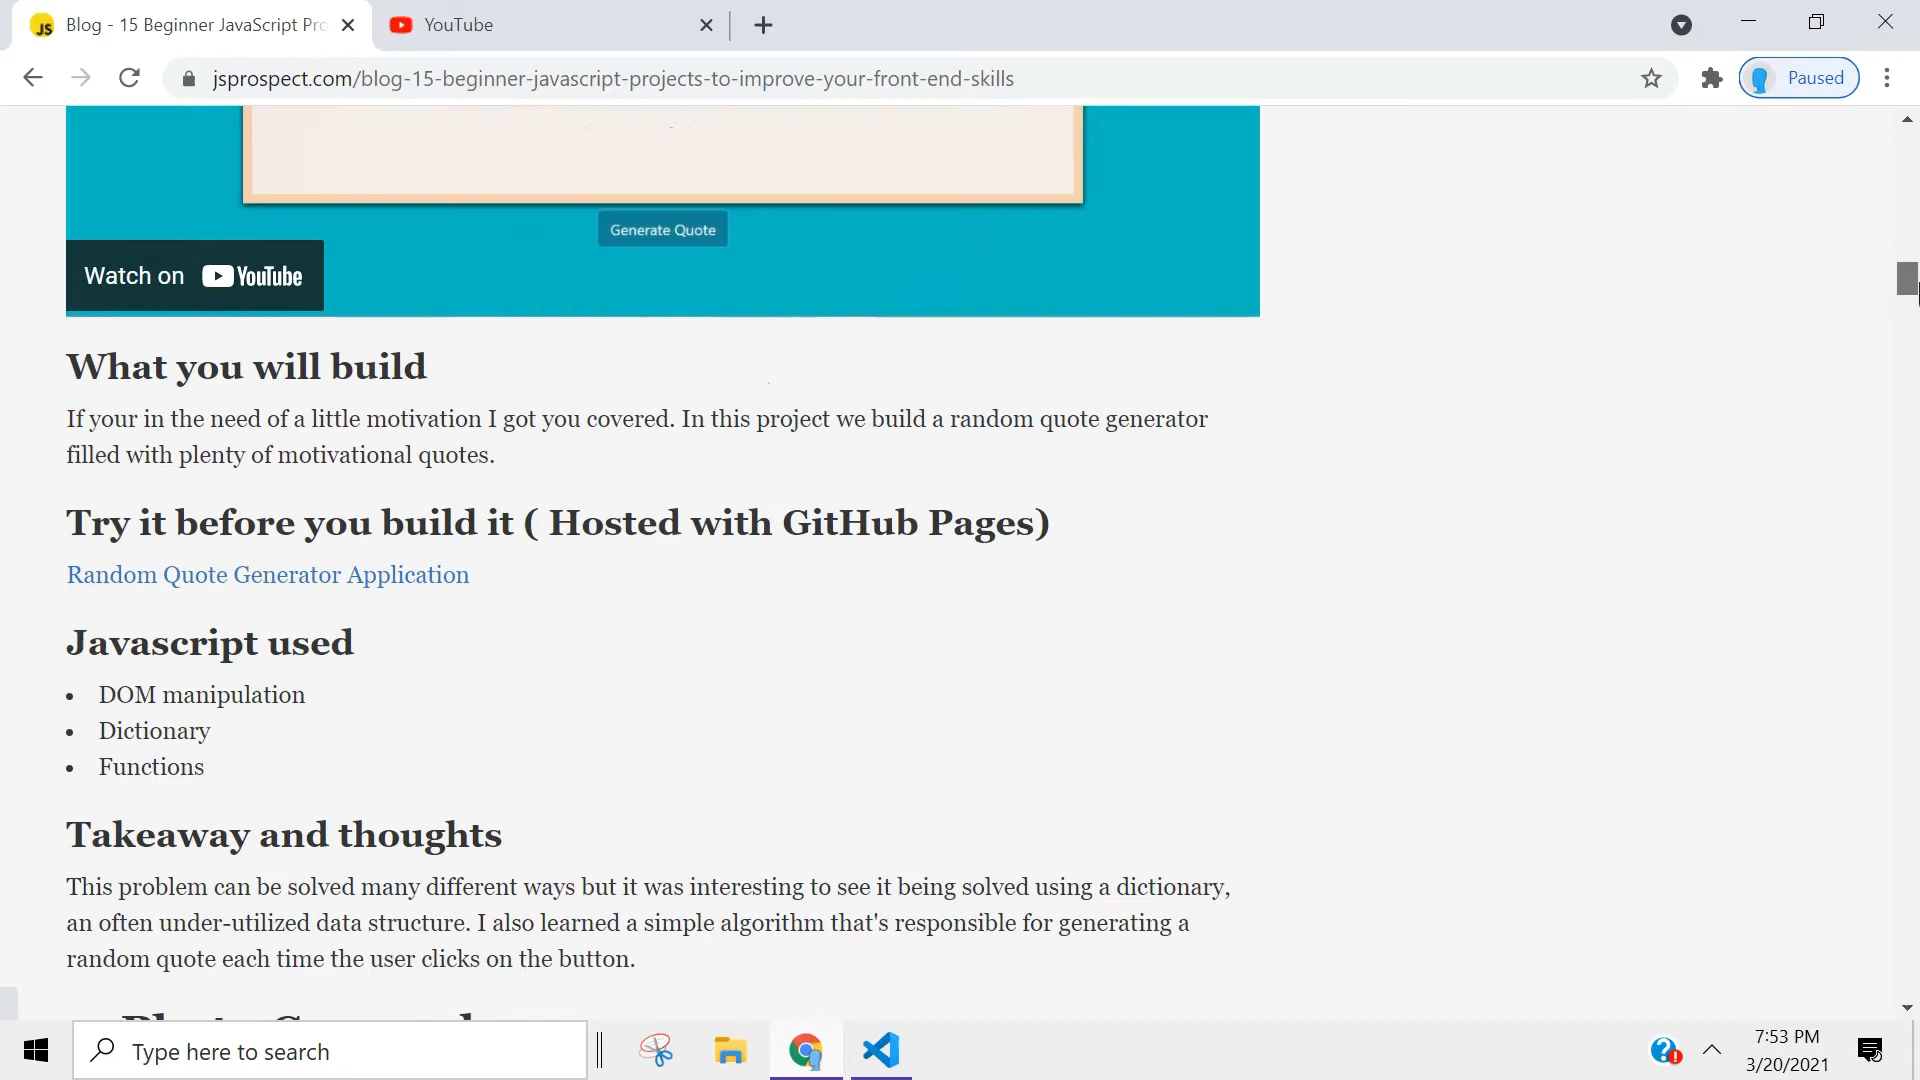 Blog - 15 Beginner JavaScript Pro
YouTube
jsprospect.com/blog-15-beginner-javascript-projects-to-improve-your-front-end-skills
Paused
Generate Quote
Watch on YouTube
What you will build
If your in the need of a little motivation I got you covered. In this project we build a random quote generator
filled with plenty of motivational quotes.
Try it before you build it ( Hosted with GitHub Pages)
Random Quote Generator Application
Javascript used
• DOM manipulation
• Dictionary
• Functions
Takeaway and thoughts
This problem can be solved many different ways but it was interesting to see it being solved using a dictionary,
an often under-utilized data structure. I also learned a simple algorithm that's responsible for generating a
random quote each time the user clicks on the button.
Type here to search
7:53 PM
3/20/2021